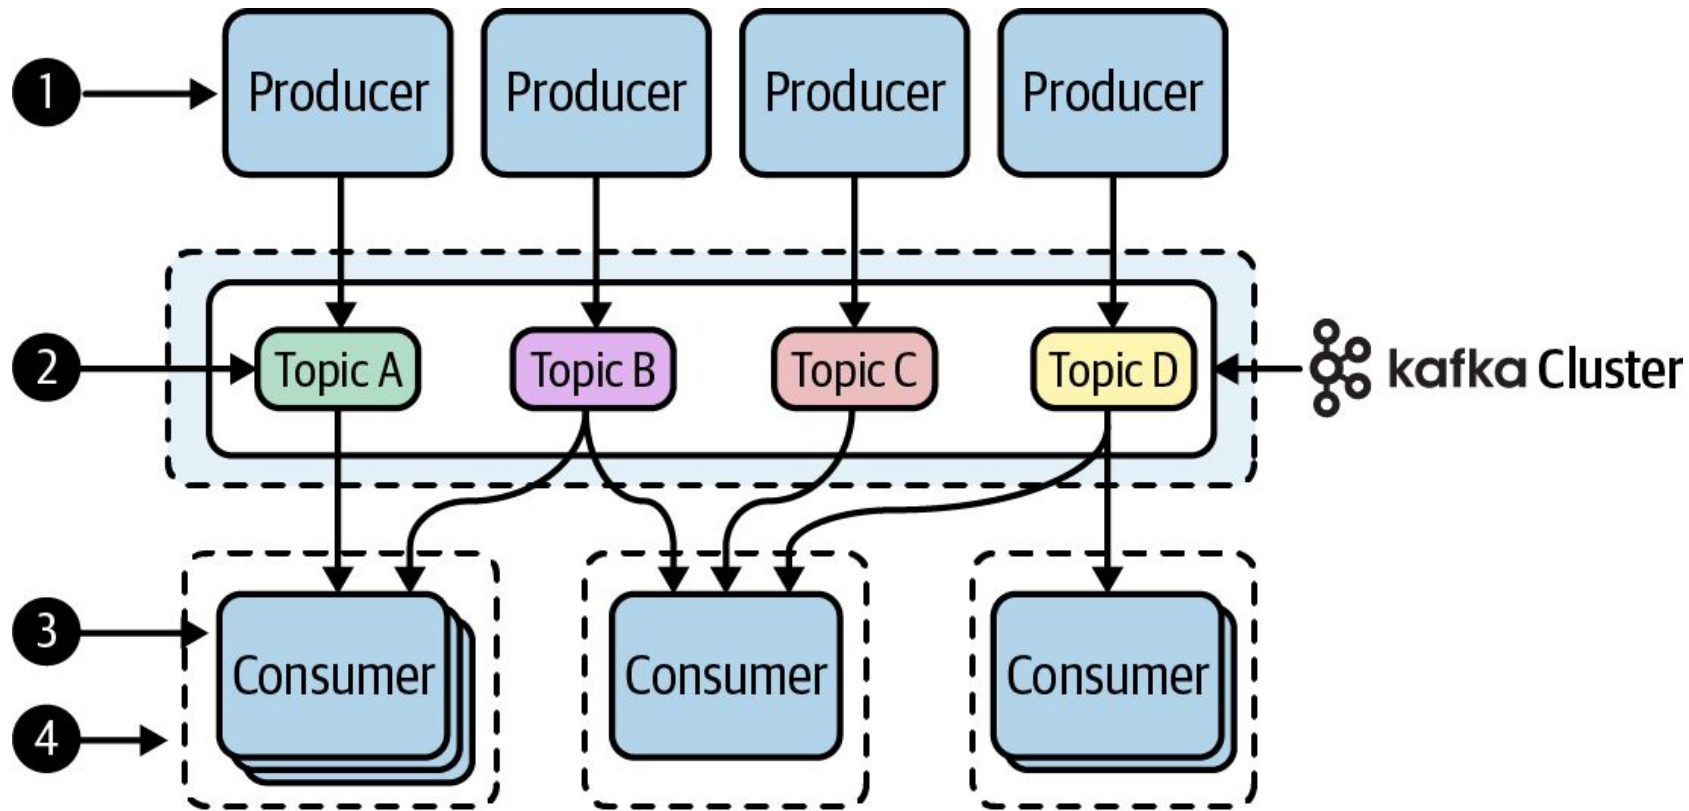 1
Producer
Producer
Producer
Producer
2
Topic A
Topic B
Topic C
Topic D
kafka Cluster
3
Consumer
Consumer
Consumer
4